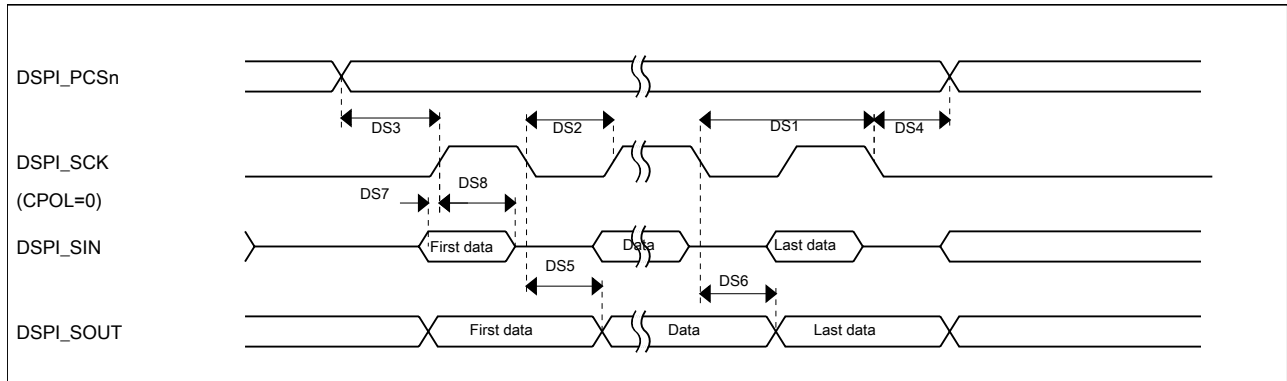 DSPI_PCSn
DS3
DS2
DS1
DS4
DSPI_SCK
(CPOL=0)
DS7
DS8
DSPI_SIN
First data
Data
Last data
DS5
DS6
DSPI_SOUT
First data
Data
Last data